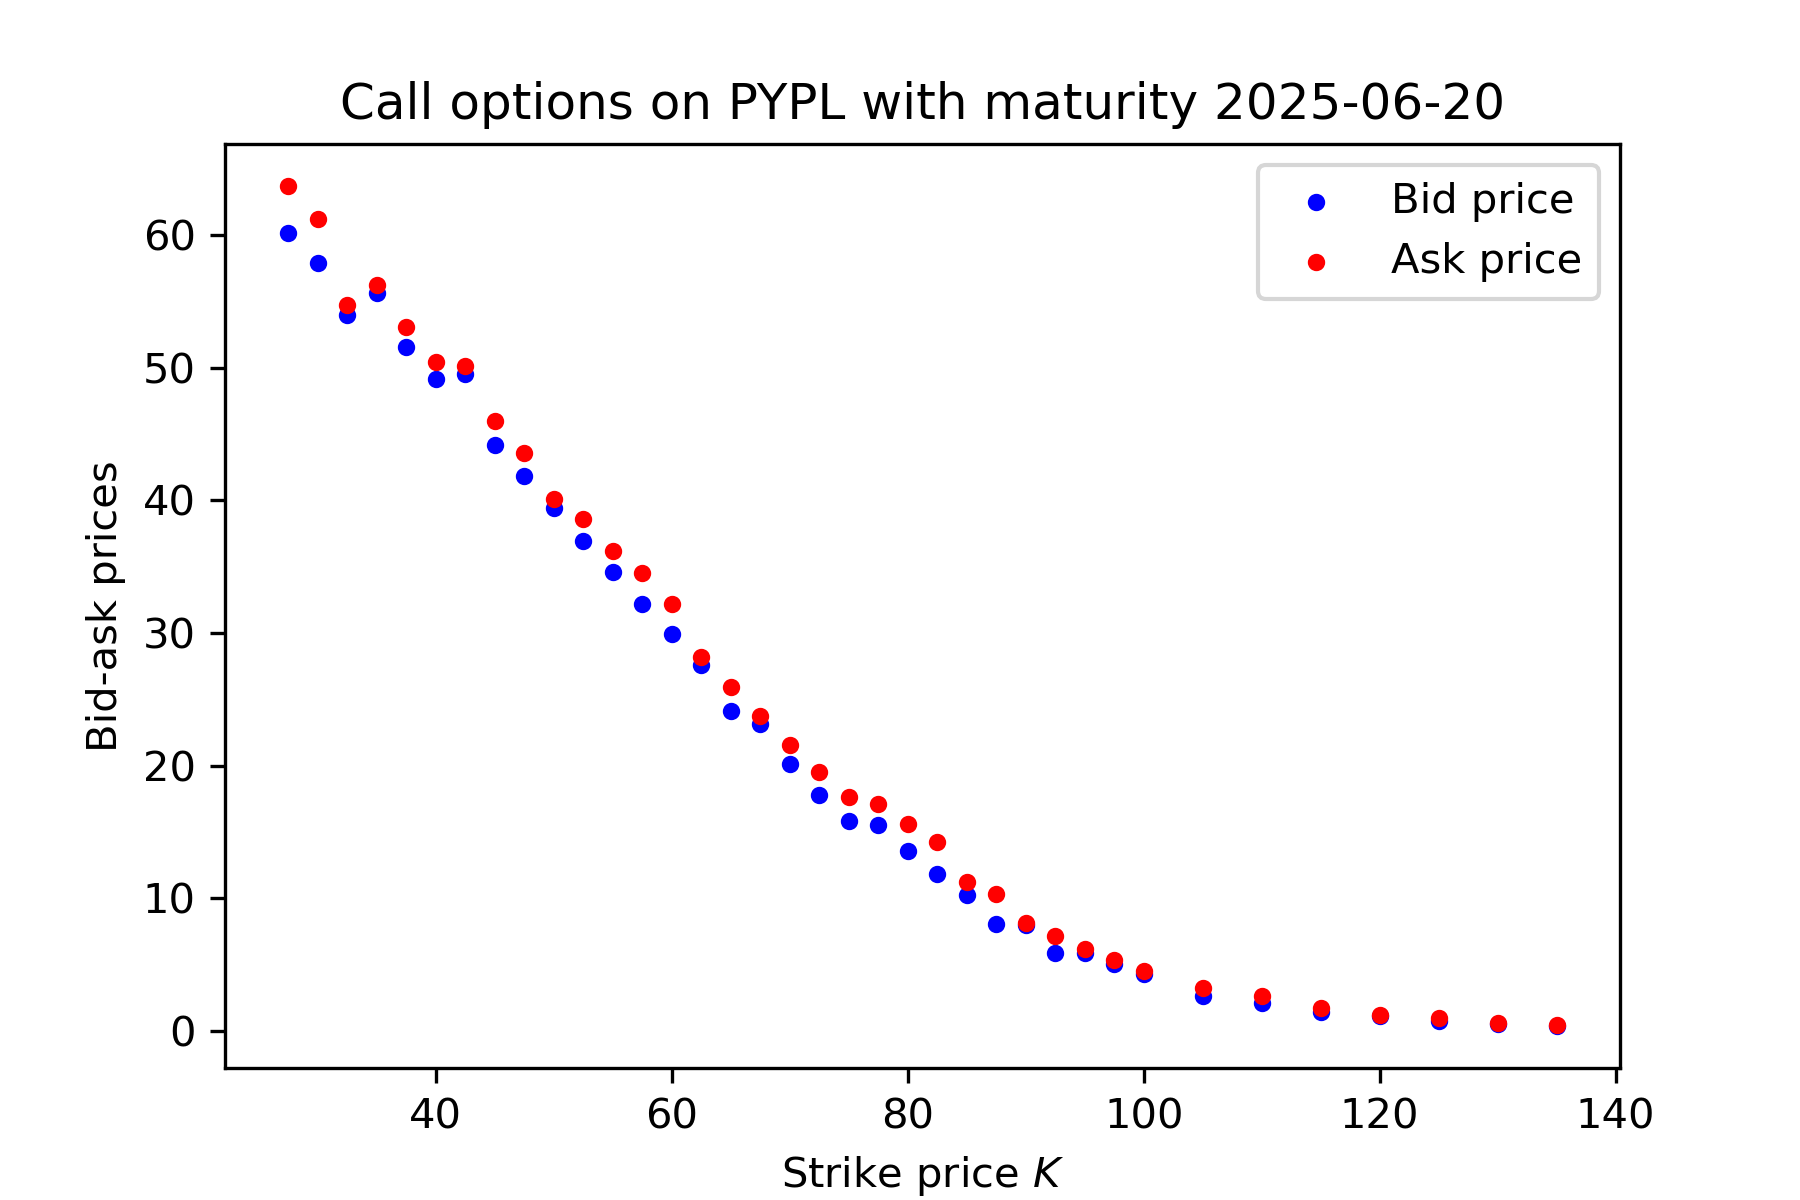 Call options on PYPL with maturity 2025-06-20
Bid price
Ask price
Bid-ask prices
60
50
40
30
20
10
0
40 60 80 100 120 140
Strike price K